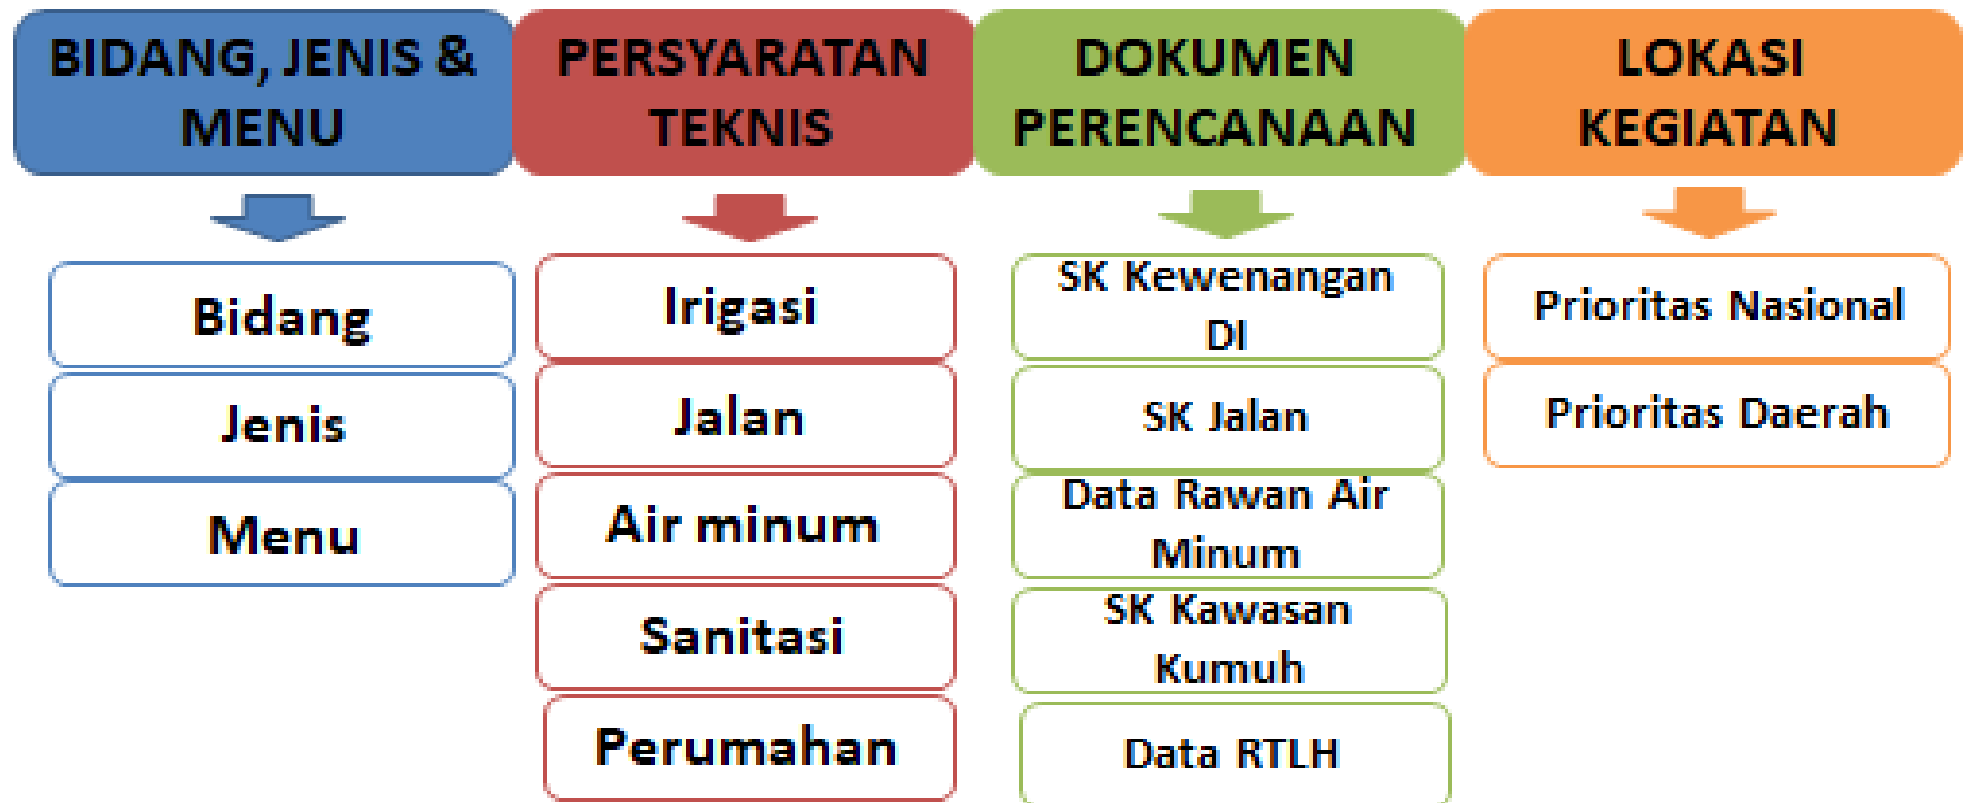 BIDANG, JENIS &
MENU
Bidang
Jenis
Menu
PERSYARATAN
TEKNIS
Irigasi
Jalan
Air minum
Sanitasi
Perumahan
DOKUMEN
PERENCANAAN
SK Kewenangan
DI
SK Jalan
Data Rawan Air
Minum
SK Kawasan
Kumuh
Data RTLH
LOKASI
KEGIATAN
Prioritas Nasional
Prioritas Daerah